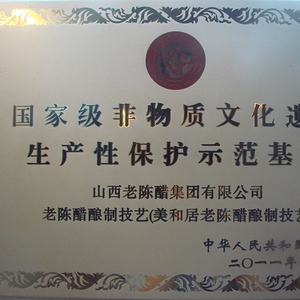 国家级非物质文化
生产性保护示范基
山西老陈醋集团有限公司
老陈醋酿制技艺(美和居老陈醋酿制技艺
中华人民共和国
二〇一一年